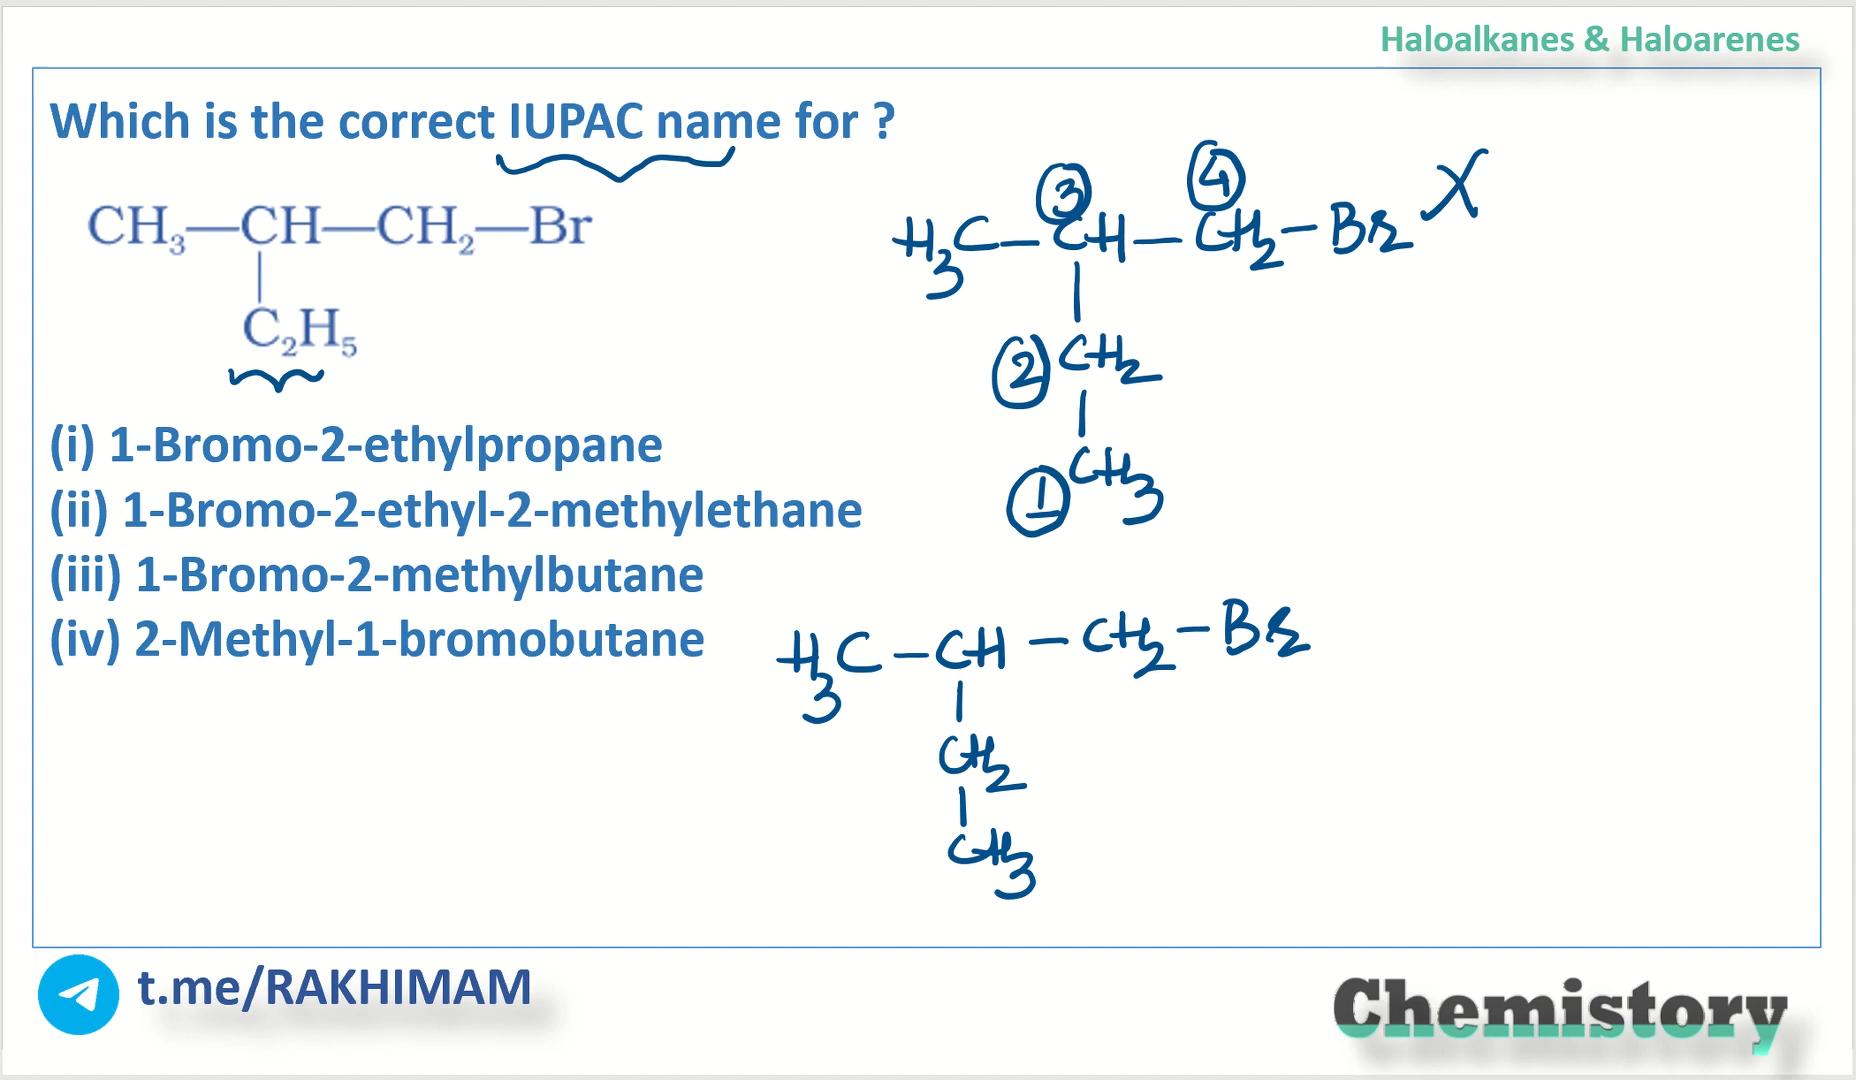 Haloalkanes & Haloarenes
Which is the correct IUPAC name for ?
CH₃—CH—CH₂—Br
C₂H₅
(i) 1-Bromo-2-ethylpropane
(ii) 1-Bromo-2-ethyl-2-methylethane
(iii) 1-Bromo-2-methylbutane
(iv) 2-Methyl-1-bromobutane
③ ④
H₃C—CH—CH₂—Br X
② CH₂
① CH₃
H₃C—CH—CH₂—Br
CH₂
CH₃
t.me/RAKHIMAM
Chemistory